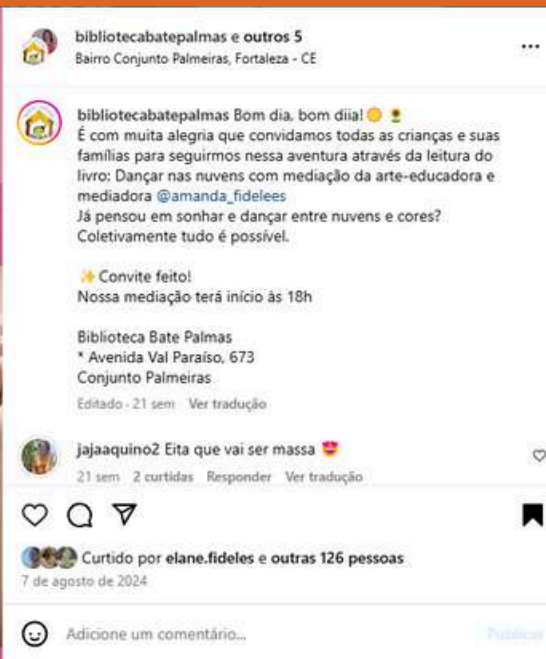 bibliotecabatepalmas e outros 5
Bairro Conjunto Palmeiras, Fortaleza - CE
...
bibliotecabatepalmas Bom dia, bom diia!🌞 🌻
É com muita alegria que convidamos todas as crianças e suas
famílias para seguirmos nessa aventura através da leitura do
livro: Dançar nas nuvens com mediação da arte-educadora e
mediadora @amanda_fidelees
Já pensou em sonhar e dançar entre nuvens e cores?
Coletivamente tudo é possível.
✨ Convite feito!
Nossa mediação terá início às 18h
Biblioteca Bate Palmas
* Avenida Val Paraíso, 673
Conjunto Palmeiras
Editado · 21 sem Ver tradução
jajaaquino2 Eita que vai ser massa 😍
21 sem 2 curtidas Responder Ver tradução
Curtido por elane.fideles e outras 126 pessoas
7 de agosto de 2024
Adicione um comentário... Publicar